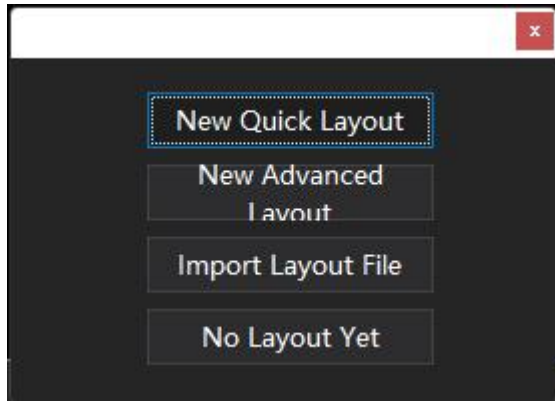 x
New Quick Layout
New Advanced
Layout
Import Layout File
No Layout Yet